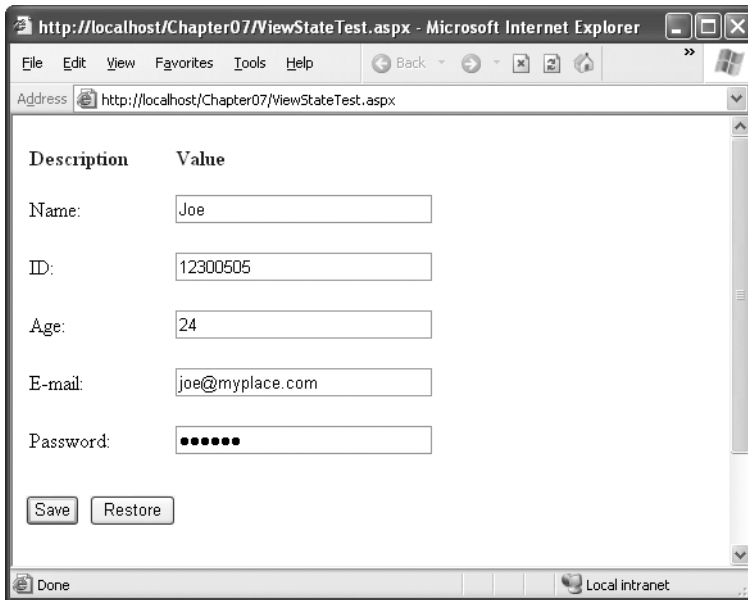 http://localhost/Chapter07/ViewStateTest.aspx - Microsoft Internet Explorer
File Edit View Favorites Tools Help Back »
Address http://localhost/Chapter07/ViewStateTest.aspx
Description Value
Name: Joe
ID: 12300505
Age: 24
E-mail: joe@myplace.com
Password: ●●●●●●
Save Restore
Done Local intranet